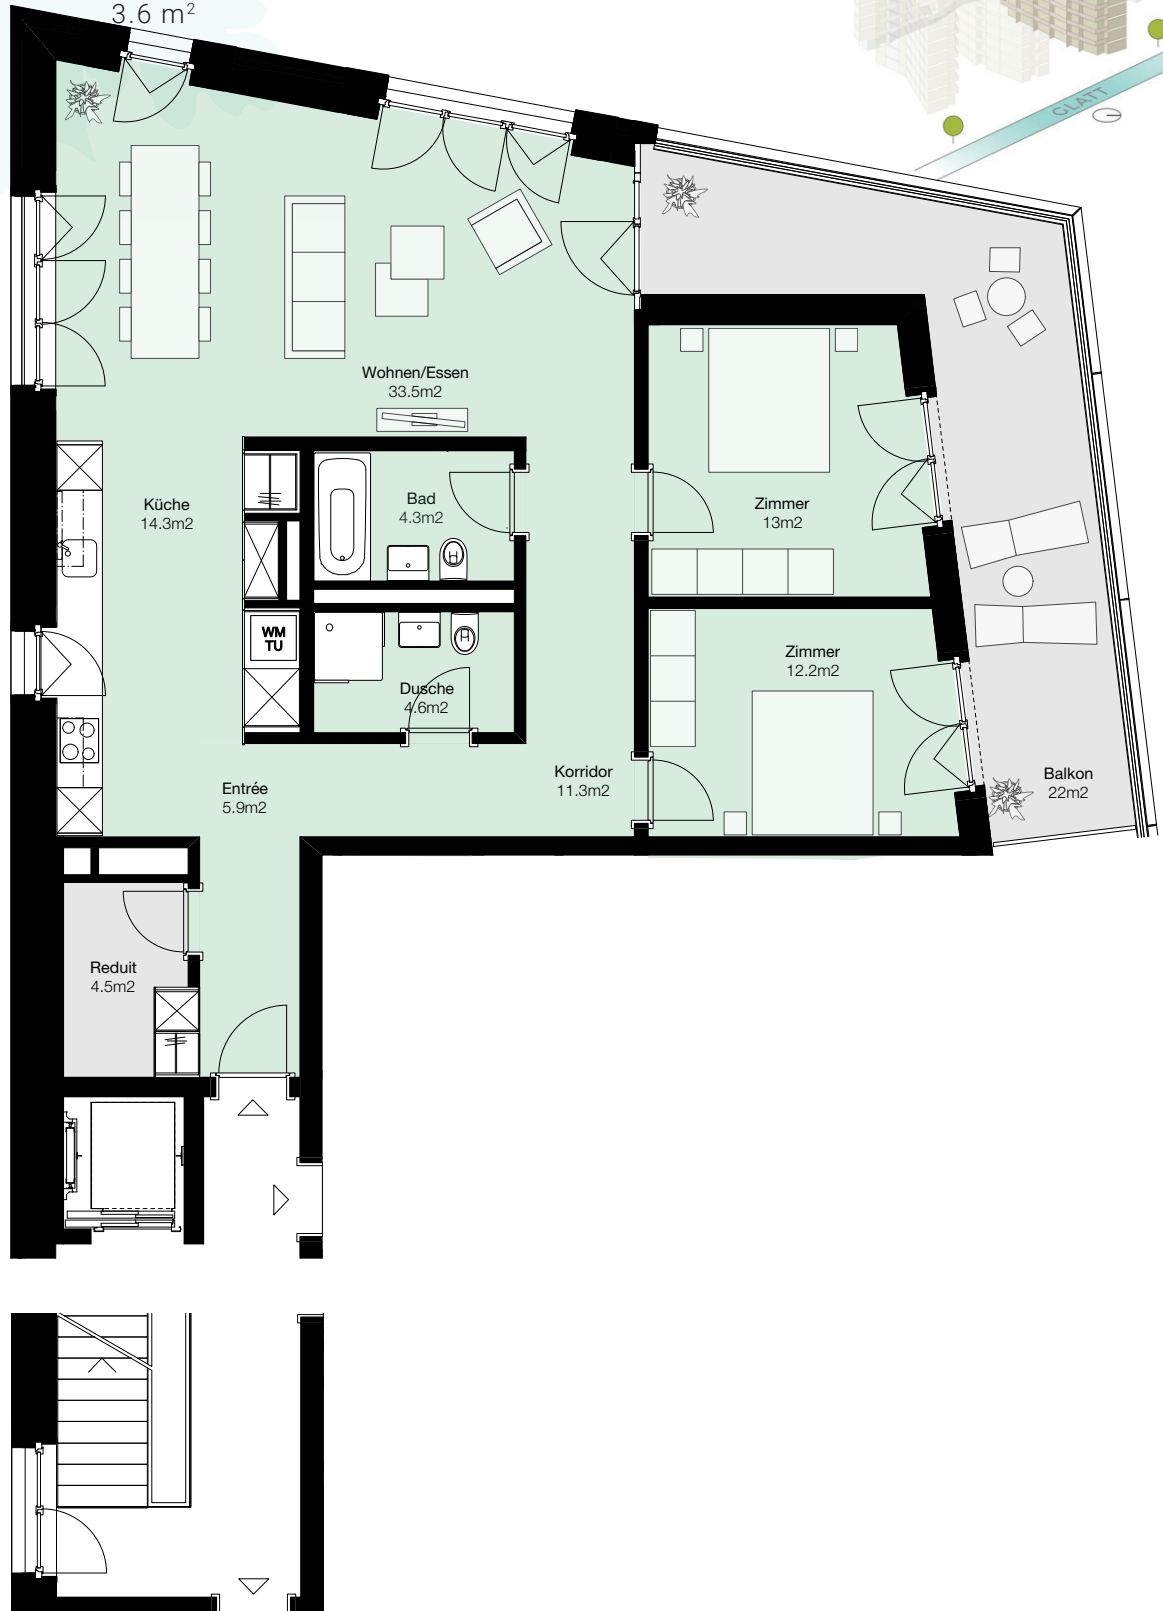 3.6 m²
GLATT
Wohnen/Essen
33.5m2
Küche
14.3m2
Bad
4.3m2
Zimmer
13m2
WM
TU
Dusche
4.6m2
Zimmer
12.2m2
Entrée
5.9m2
Korridor
11.3m2
Balkon
22m2
Reduit
4.5m2